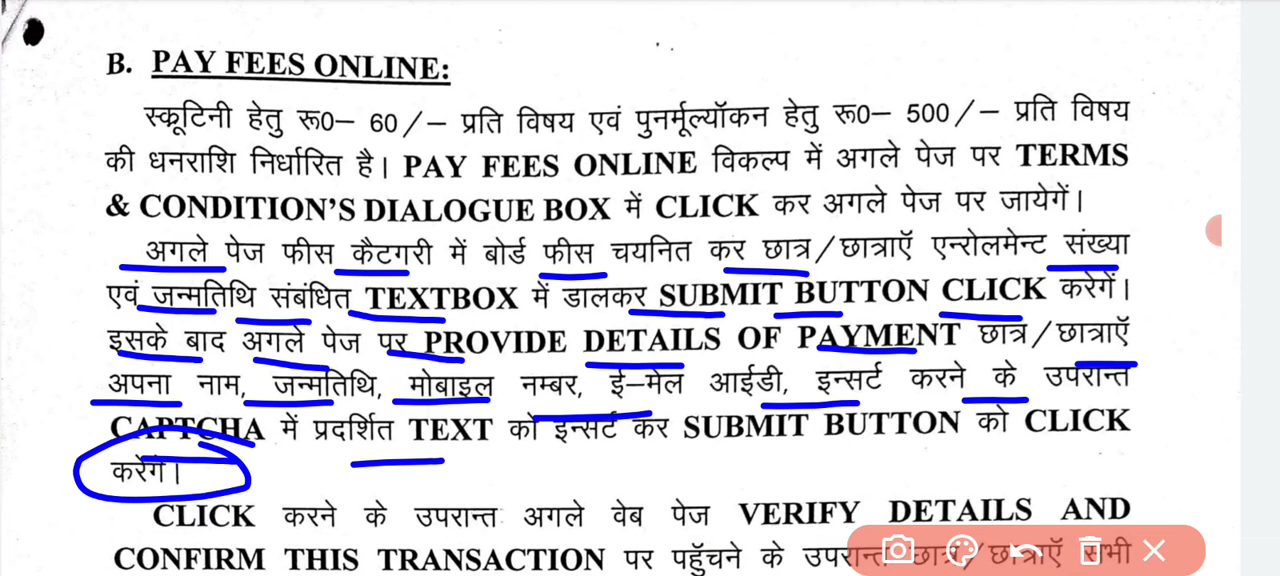 B. PAY FEES ONLINE:
स्क्रूटिनी हेतु रू0– 60/– प्रति विषय एवं पुनर्मूल्यॉकन हेतु रू0– 500/– प्रति विषय
की धनराशि निर्धारित है। PAY FEES ONLINE विकल्प में अगले पेज पर TERMS
& CONDITION'S DIALOGUE BOX में CLICK कर अगले पेज पर जायेगें।
अगले पेज फीस कैटगरी में बोर्ड फीस चयनित कर छात्र/छात्राऍ एन्रोलमेन्ट संख्या
एवं जन्मतिथि संबंधित TEXTBOX में डालकर SUBMIT BUTTON CLICK करेगें।
इसके बाद अगले पेज पर PROVIDE DETAILS OF PAYMENT छात्र/छात्राऍ
अपना नाम, जन्मतिथि, मोबाइल नम्बर, ई–मेल आईडी, इन्सर्ट करने के उपरान्त
CAPTCHA में प्रदर्शित TEXT को इन्सर्ट कर SUBMIT BUTTON को CLICK
करेगें।
CLICK करने के उपरान्त अगले वेब पेज VERIFY DETAILS AND
CONFIRM THIS TRANSACTION पर पहुँचने के उपरान्त छात्र/छात्राऍ सभी